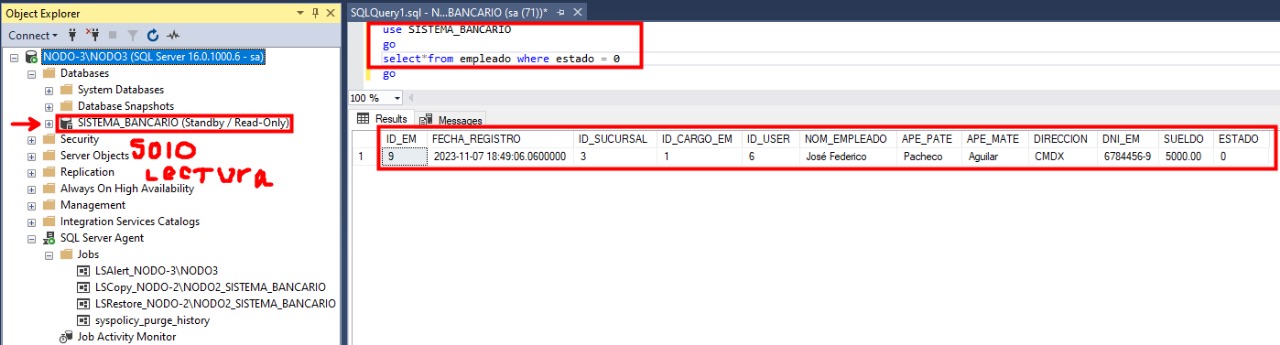 Object Explorer
Connect
NODO-3\NODO3 (SQL Server 16.0.1000.6 - sa)
Databases
System Databases
Database Snapshots
SISTEMA_BANCARIO (Standby / Read-Only)
Security
Server Objects
Replication
Always On High Availability
Management
Integration Services Catalogs
SQL Server Agent
Jobs
LSAlert_NODO-3\NODO3
LSCopy_NODO-2\NODO2_SISTEMA_BANCARIO
LSRestore_NODO-2\NODO2_SISTEMA_BANCARIO
syspolicy_purge_history
Job Activity Monitor
SOlO
LECTURA
SQLQuery1.sql - N...BANCARIO (sa (71))*
use SISTEMA_BANCARIO
go
select*from empleado where estado = 0
go
100 %
Results Messages
ID_EM FECHA_REGISTRO ID_SUCURSAL ID_CARGO_EM ID_USER NOM_EMPLEADO APE_PATE APE_MATE DIRECCION DNI_EM SUELDO ESTADO
1 9 2023-11-07 18:49:06.0600000 3 1 6 José Federico Pacheco Aguilar CMDX 6784456-9 5000.00 0